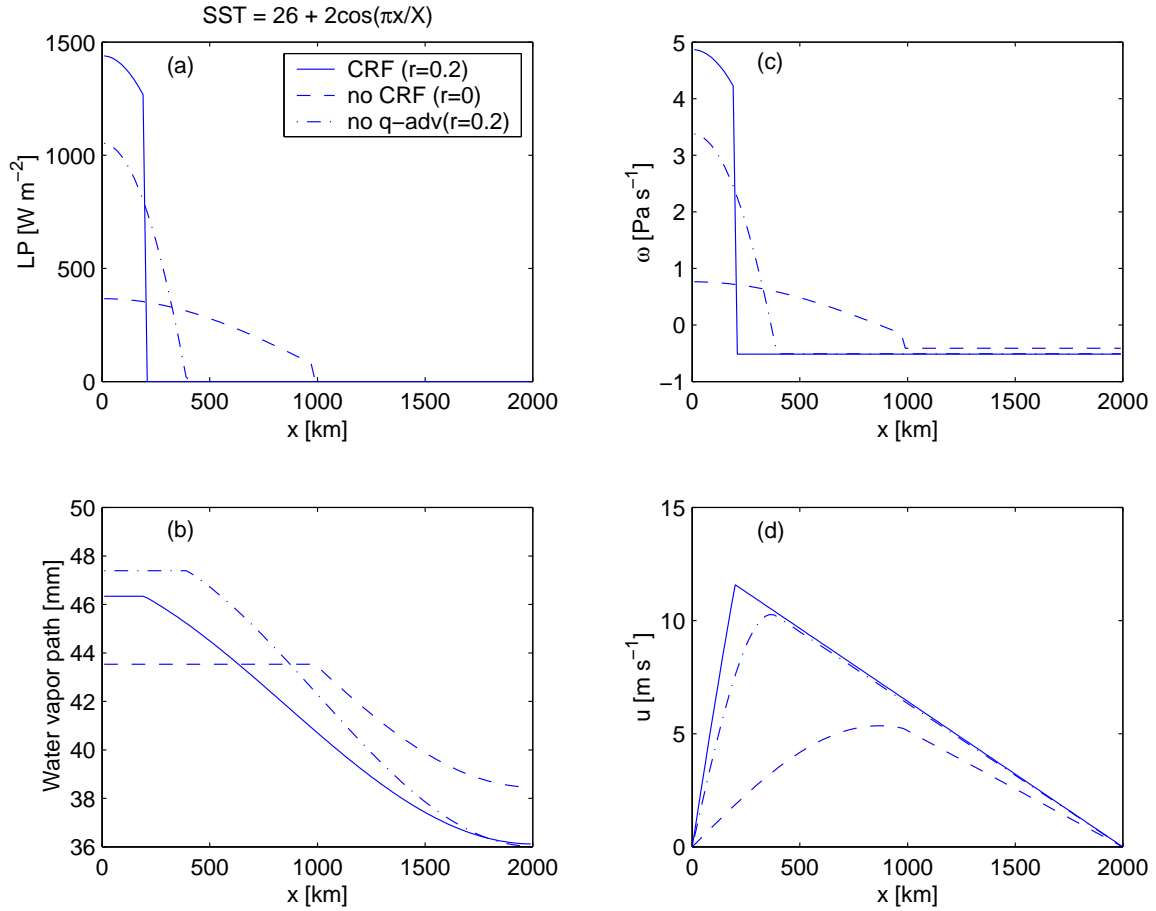 SST = 26 + 2cos(πx/X)
(a)
CRF (r=0.2)
no CRF (r=0)
no q−adv(r=0.2)
LP [W m−2]
1500
1000
500
0
0 500 1000 1500 2000
x [km]
(c)
ω [Pa s−1]
5
4
3
2
1
0
−1
0 500 1000 1500 2000
x [km]
(b)
Water vapor path [mm]
50
48
46
44
42
40
38
36
0 500 1000 1500 2000
x [km]
(d)
u [m s−1]
15
10
5
0
0 500 1000 1500 2000
x [km]